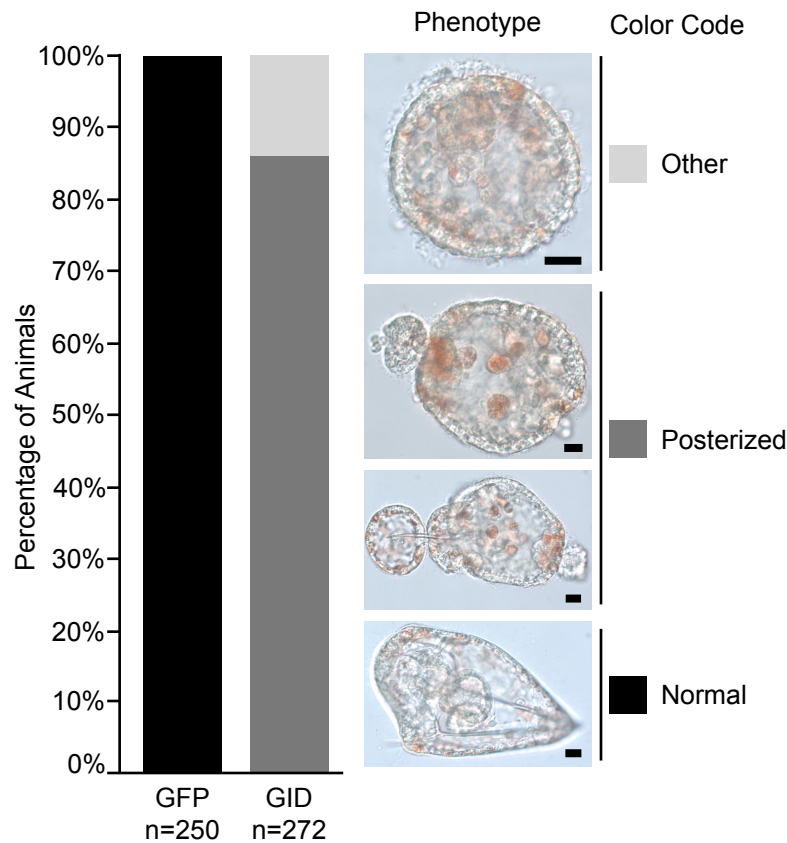 Phenotype
Color Code
Percentage of Animals
100%
90%
80%
70%
60%
50%
40%
30%
20%
10%
0%
GFP
n=250
GID
n=272
Other
Posterized
Normal